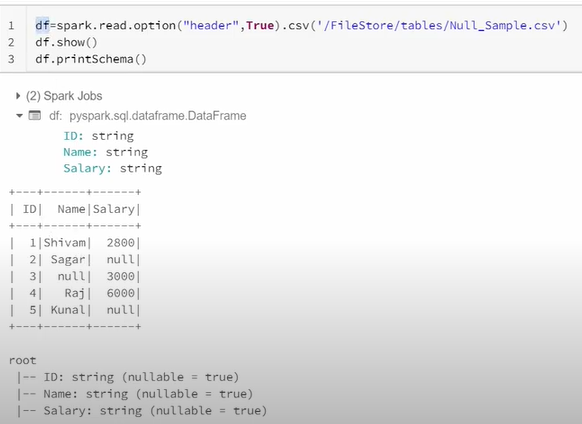 1 df=spark.read.option("header",True).csv('/FileStore/tables/Null_Sample.csv')
2 df.show()
3 df.printSchema()
(2) Spark Jobs
df: pyspark.sql.dataframe.DataFrame
ID: string
Name: string
Salary: string
+---+------+------+
| ID|  Name|Salary|
+---+------+------+
|  1|Shivam|  2800|
|  2| Sagar|  null|
|  3|  null|  3000|
|  4|   Raj|  6000|
|  5| Kunal|  null|
+---+------+------+
root
 |-- ID: string (nullable = true)
 |-- Name: string (nullable = true)
 |-- Salary: string (nullable = true)